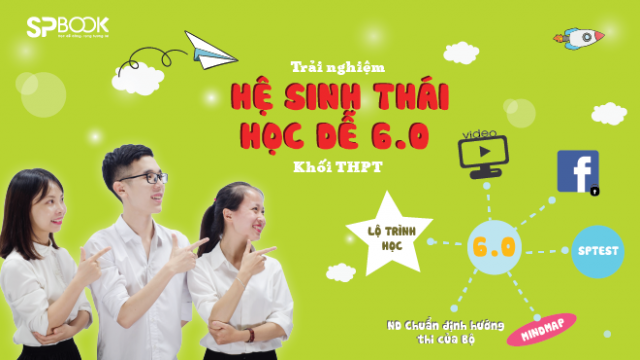 SPBOOK
Trải nghiệm
HỆ SINH THÁI
HỌC DỄ 6.0
Khối THPT
video
LỘ TRÌNH
HỌC
6.0
SPTEST
ND Chuẩn định hướng
thi của Bộ
MINDMAP